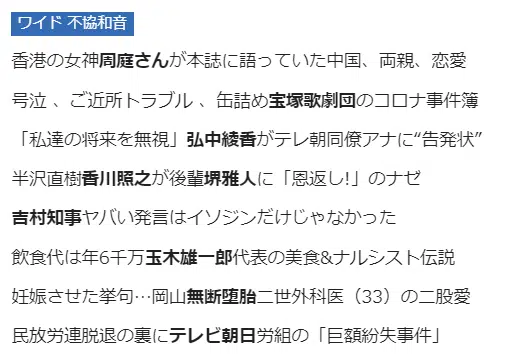 ワイド 不協和音
香港の女神周庭さんが本誌に語っていた中国、両親、恋愛
号泣 、ご近所トラブル 、缶詰め宝塚歌劇団のコロナ事件簿
「私達の将来を無視」弘中綾香がテレ朝同僚アナに“告発状”
半沢直樹香川照之が後輩堺雅人に「恩返し!」のナゼ
吉村知事ヤバい発言はイソジンだけじゃなかった
飲食代は年6千万玉木雄一郎代表の美食&ナルシスト伝説
妊娠させた挙句…岡山無断堕胎二世外科医（33）の二股愛
民放労連脱退の裏にテレビ朝日労組の「巨額紛失事件」